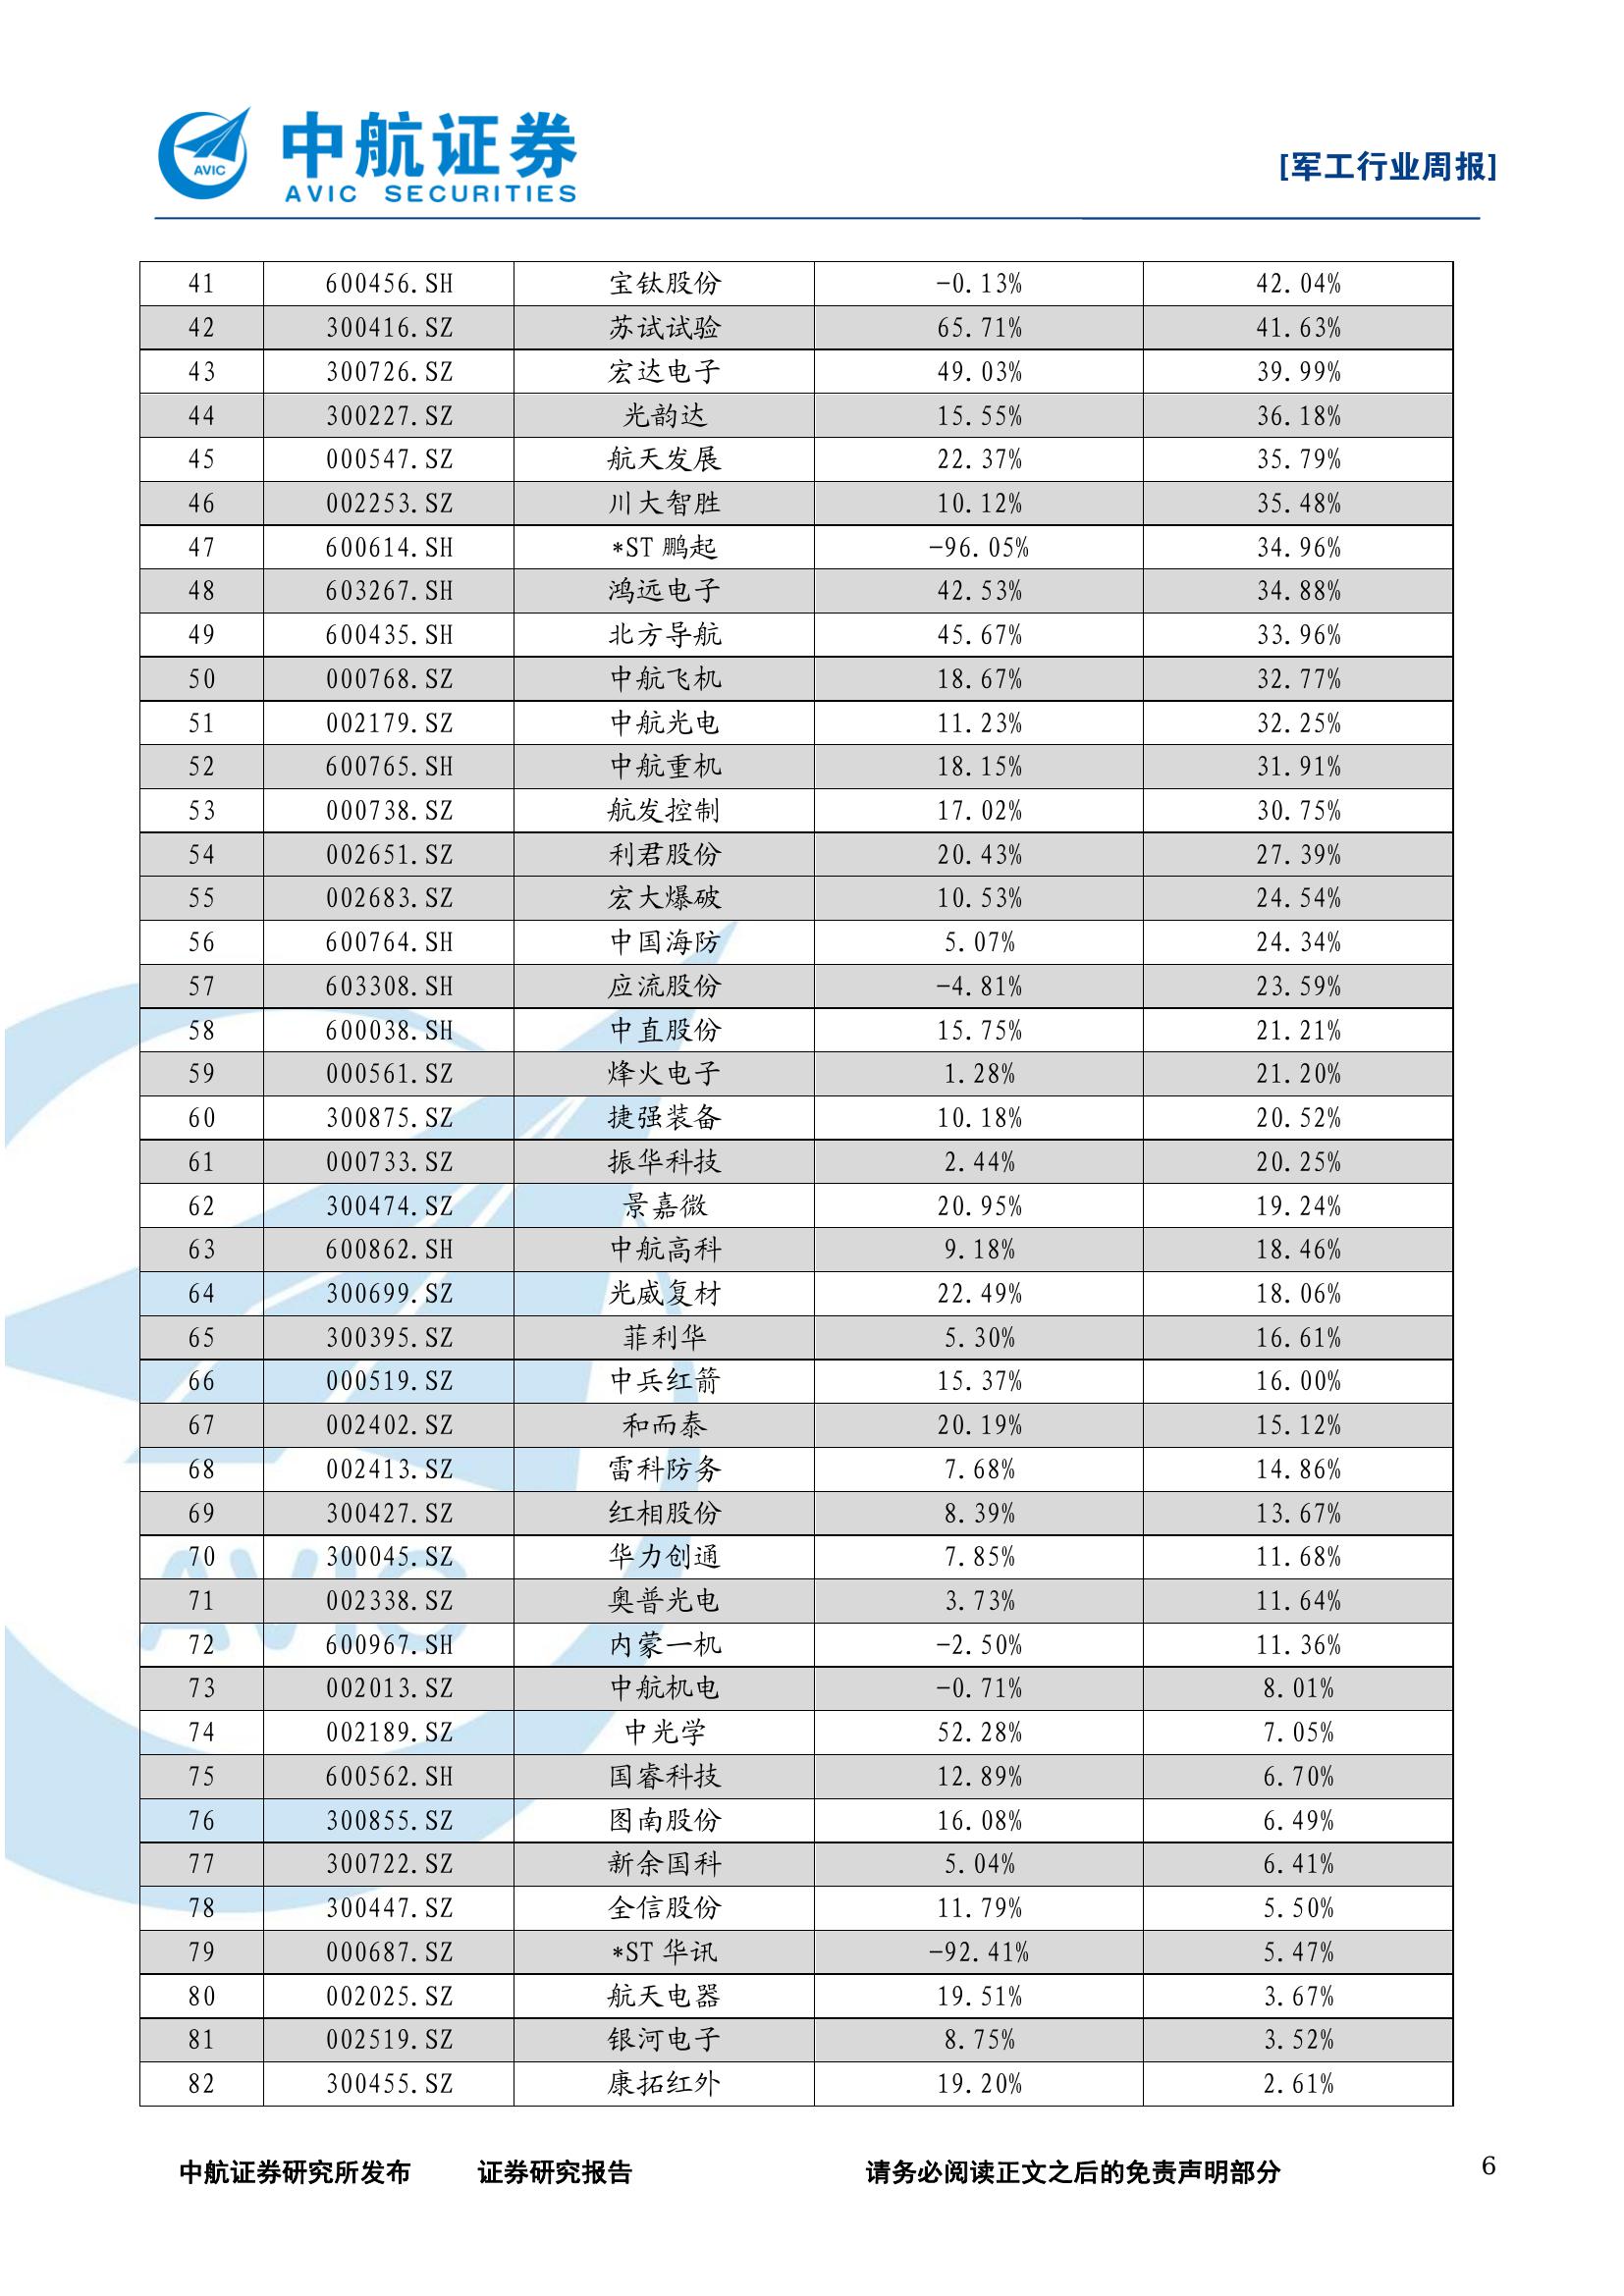 AVIC
中航证券
AVIC SECURITIES
[军工行业周报]
41 600456.SH 宝钛股份 -0.13% 42.04%
42 300416.SZ 苏试试验 65.71% 41.63%
43 300726.SZ 宏达电子 49.03% 39.99%
44 300227.SZ 光韵达 15.55% 36.18%
45 000547.SZ 航天发展 22.37% 35.79%
46 002253.SZ 川大智胜 10.12% 35.48%
47 600614.SH *ST 鹏起 -96.05% 34.96%
48 603267.SH 鸿远电子 42.53% 34.88%
49 600435.SH 北方导航 45.67% 33.96%
50 000768.SZ 中航飞机 18.67% 32.77%
51 002179.SZ 中航光电 11.23% 32.25%
52 600765.SH 中航重机 18.15% 31.91%
53 000738.SZ 航发控制 17.02% 30.75%
54 002651.SZ 利君股份 20.43% 27.39%
55 002683.SZ 宏大爆破 10.53% 24.54%
56 600764.SH 中国海防 5.07% 24.34%
57 603308.SH 应流股份 -4.81% 23.59%
58 600038.SH 中直股份 15.75% 21.21%
59 000561.SZ 烽火电子 1.28% 21.20%
60 300875.SZ 捷强装备 10.18% 20.52%
61 000733.SZ 振华科技 2.44% 20.25%
62 300474.SZ 景嘉微 20.95% 19.24%
63 600862.SH 中航高科 9.18% 18.46%
64 300699.SZ 光威复材 22.49% 18.06%
65 300395.SZ 菲利华 5.30% 16.61%
66 000519.SZ 中兵红箭 15.37% 16.00%
67 002402.SZ 和而泰 20.19% 15.12%
68 002413.SZ 雷科防务 7.68% 14.86%
69 300427.SZ 红相股份 8.39% 13.67%
70 300045.SZ 华力创通 7.85% 11.68%
71 002338.SZ 奥普光电 3.73% 11.64%
72 600967.SH 内蒙一机 -2.50% 11.36%
73 002013.SZ 中航机电 -0.71% 8.01%
74 002189.SZ 中光学 52.28% 7.05%
75 600562.SH 国睿科技 12.89% 6.70%
76 300855.SZ 图南股份 16.08% 6.49%
77 300722.SZ 新余国科 5.04% 6.41%
78 300447.SZ 全信股份 11.79% 5.50%
79 000687.SZ *ST 华讯 -92.41% 5.47%
80 002025.SZ 航天电器 19.51% 3.67%
81 002519.SZ 银河电子 8.75% 3.52%
82 300455.SZ 康拓红外 19.20% 2.61%
AVIC
中航证券研究所发布 证券研究报告 请务必阅读正文之后的免责声明部分 6